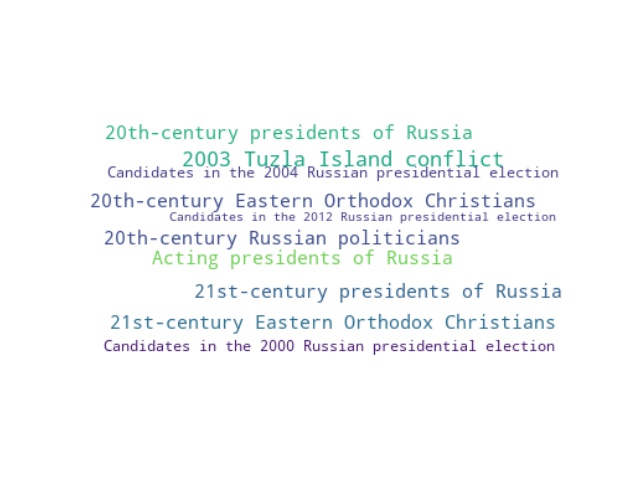 20th-century presidents of Russia
2003 Tuzla Island conflict
Candidates in the 2004 Russian presidential election
20th-century Eastern Orthodox Christians
Candidates in the 2012 Russian presidential election
20th-century Russian politicians
Acting presidents of Russia
21st-century presidents of Russia
21st-century Eastern Orthodox Christians
Candidates in the 2000 Russian presidential election